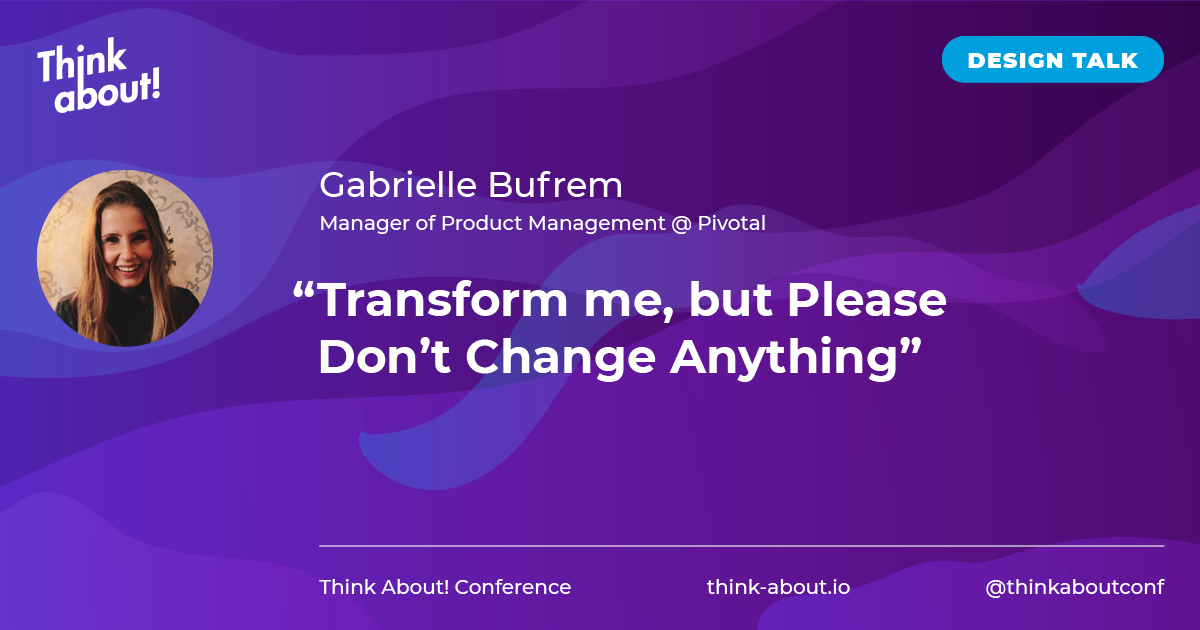 Think
about!
DESIGN TALK
Gabrielle Bufrem
Manager of Product Management @ Pivotal
“Transform me, but Please
Don’t Change Anything”
Think About! Conference
think-about.io
@thinkaboutconf